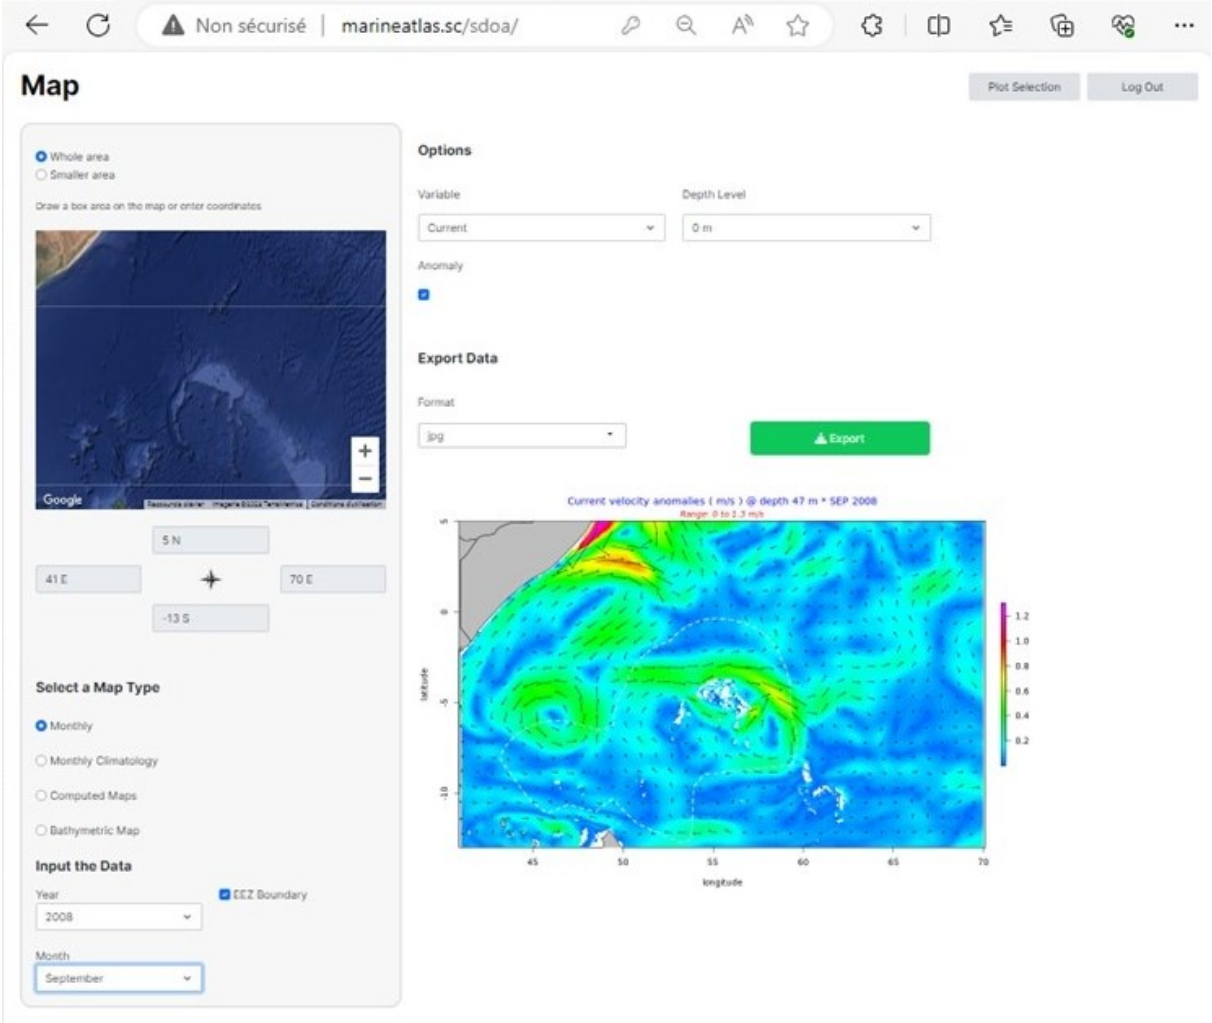 Non sécurisé
marineatlas.sc/sdoa/
Map
Plot Selection
Log Out
Whole area
Smaller area
Draw a box area on the map or enter coordinates
Google
5 N
41 E
70 E
-13 S
Select a Map Type
Monthly
Monthly Climatology
Computed Maps
Bathymetric Map
Input the Data
Year
EEZ Boundary
2008
Month
September
Options
Variable
Depth Level
Current
0 m
Anomaly
Export Data
Format
jpg
Export
Current velocity anomalies ( m/s ) @ depth 47 m * SEP 2008
Range: 0 to 1.3 m/s
5
0
-5
-10
latitude
45
50
55
60
65
70
longitude
1.2
1.0
0.8
0.6
0.4
0.2